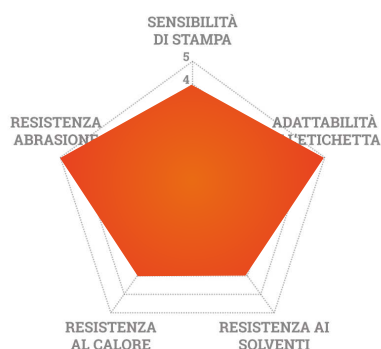 SENSIBILITÀ
DI STAMPA
5
4
RESISTENZA
ABRASIONE
ADATTABILITÀ
L'ETICHETTA
RESISTENZA
AL CALORE
RESISTENZA AI
SOLVENTI